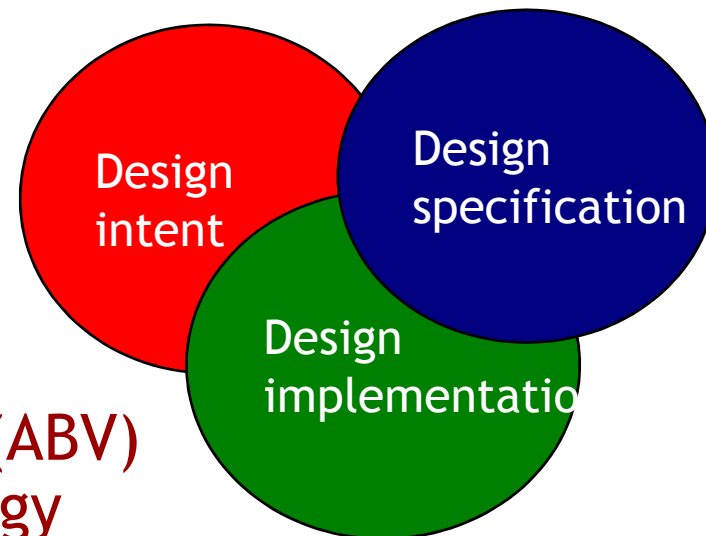 Design
intent
Design
specification
Design
implementatio
(ABV)
gy